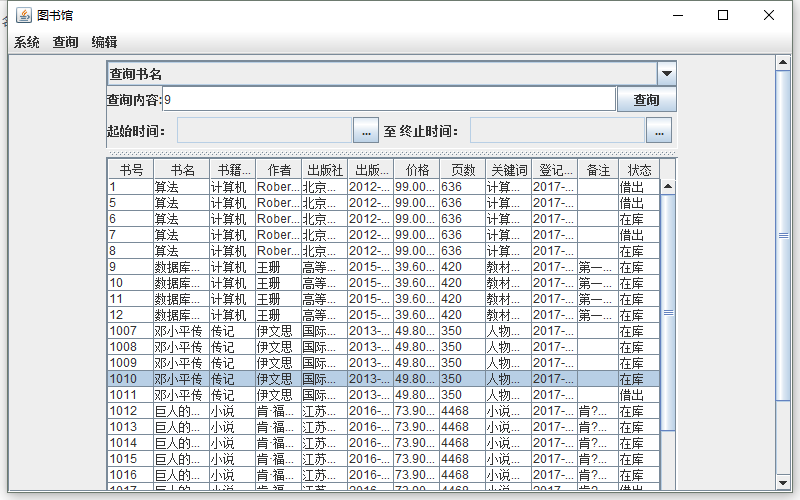 图书馆
系统 查询 编辑
查询书名
查询内容:9 查询
起始时间： ... 至 终止时间： ...
书号 书名 书籍... 作者 出版社 出版... 价格 页数 关键词 登记... 备注 状态
1 算法 计算机 Rober... 北京... 2012-... 99.00... 636 计算... 2017-... 借出
5 算法 计算机 Rober... 北京... 2012-... 99.00... 636 计算... 2017-... 借出
6 算法 计算机 Rober... 北京... 2012-... 99.00... 636 计算... 2017-... 在库
7 算法 计算机 Rober... 北京... 2012-... 99.00... 636 计算... 2017-... 借出
8 算法 计算机 Rober... 北京... 2012-... 99.00... 636 计算... 2017-... 在库
9 数据库... 计算机 王珊 高等... 2015-... 39.60... 420 教材... 2017-... 第一... 在库
10 数据库... 计算机 王珊 高等... 2015-... 39.60... 420 教材... 2017-... 第一... 在库
11 数据库... 计算机 王珊 高等... 2015-... 39.60... 420 教材... 2017-... 第一... 在库
12 数据库... 计算机 王珊 高等... 2015-... 39.60... 420 教材... 2017-... 第一... 在库
1007 邓小平传 传记 伊文思 国际... 2013-... 49.80... 350 人物... 2017-... 在库
1008 邓小平传 传记 伊文思 国际... 2013-... 49.80... 350 人物... 2017-... 在库
1009 邓小平传 传记 伊文思 国际... 2013-... 49.80... 350 人物... 2017-... 在库
1010 邓小平传 传记 伊文思 国际... 2013-... 49.80... 350 人物... 2017-... 在库
1011 邓小平传 传记 伊文思 国际... 2013-... 49.80... 350 人物... 2017-... 借出
1012 巨人的... 小说 肯·福... 江苏... 2016-... 73.90... 4468 小说... 2017-... 肯?... 在库
1013 巨人的... 小说 肯·福... 江苏... 2016-... 73.90... 4468 小说... 2017-... 肯?... 在库
1014 巨人的... 小说 肯·福... 江苏... 2016-... 73.90... 4468 小说... 2017-... 肯?... 在库
1015 巨人的... 小说 肯·福... 江苏... 2016-... 73.90... 4468 小说... 2017-... 肯?... 在库
1016 巨人的... 小说 肯·福... 江苏... 2016-... 73.90... 4468 小说... 2017-... 肯?... 在库